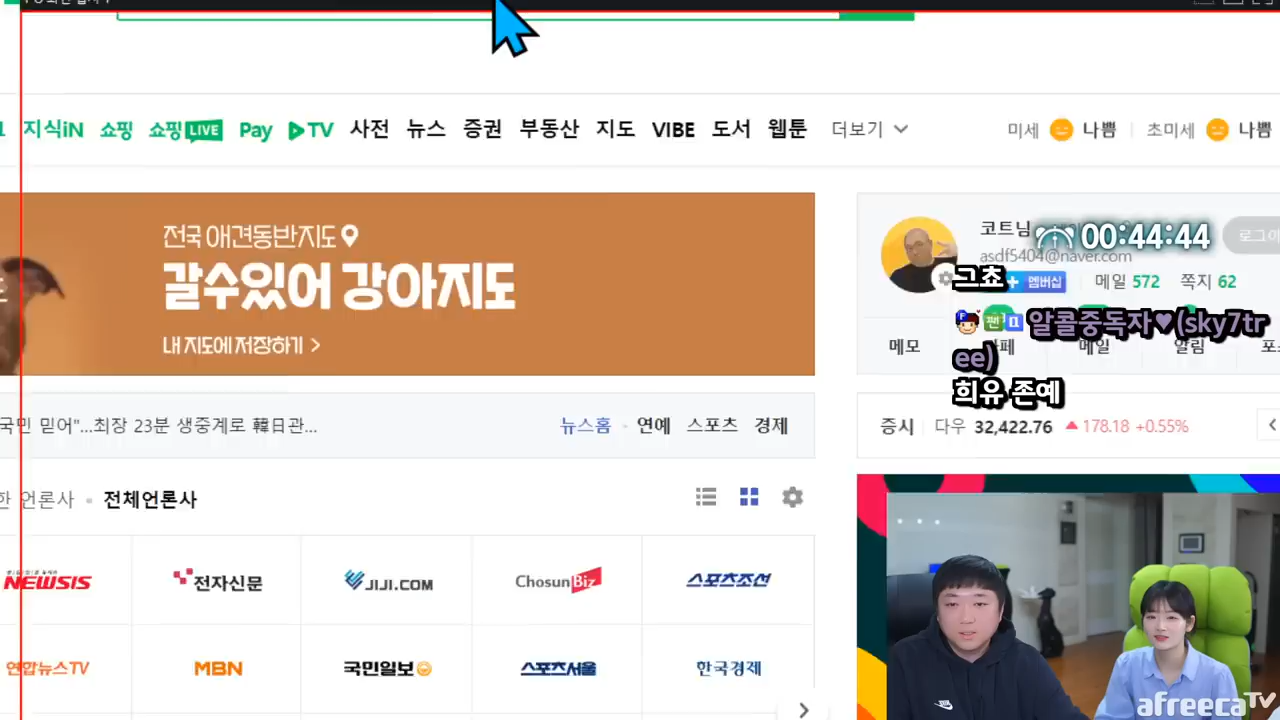 지식iN 쇼핑 쇼핑LIVE Pay TV 사전 뉴스 증권 부동산 지도 VIBE 도서 웹툰 더보기
미세 나쁨 초미세 나쁨
전국 애견동반지도
갈수있어 강아지도
내 지도에 저장하기 >
코트님
00:44:44
로그아
asdf5404@naver.com
그쵸
+ 멤버십
메일 572 쪽지 62
팬 알콜중독자♥(sky7tr
ee)
희유 존예
메모
메일 알림
국민 믿어"...최장 23분 생중계로 韓日관...
뉴스홈 연예 스포츠 경제
증시 다우 32,422.76 ▲ 178.18 +0.55%
한 언론사 전체언론사
NEWSIS 전자신문 JIJI.COM ChosunBiz 스포츠조선
연합뉴스TV MBN 국민일보 스포츠서울 한국경제
afreecaTV